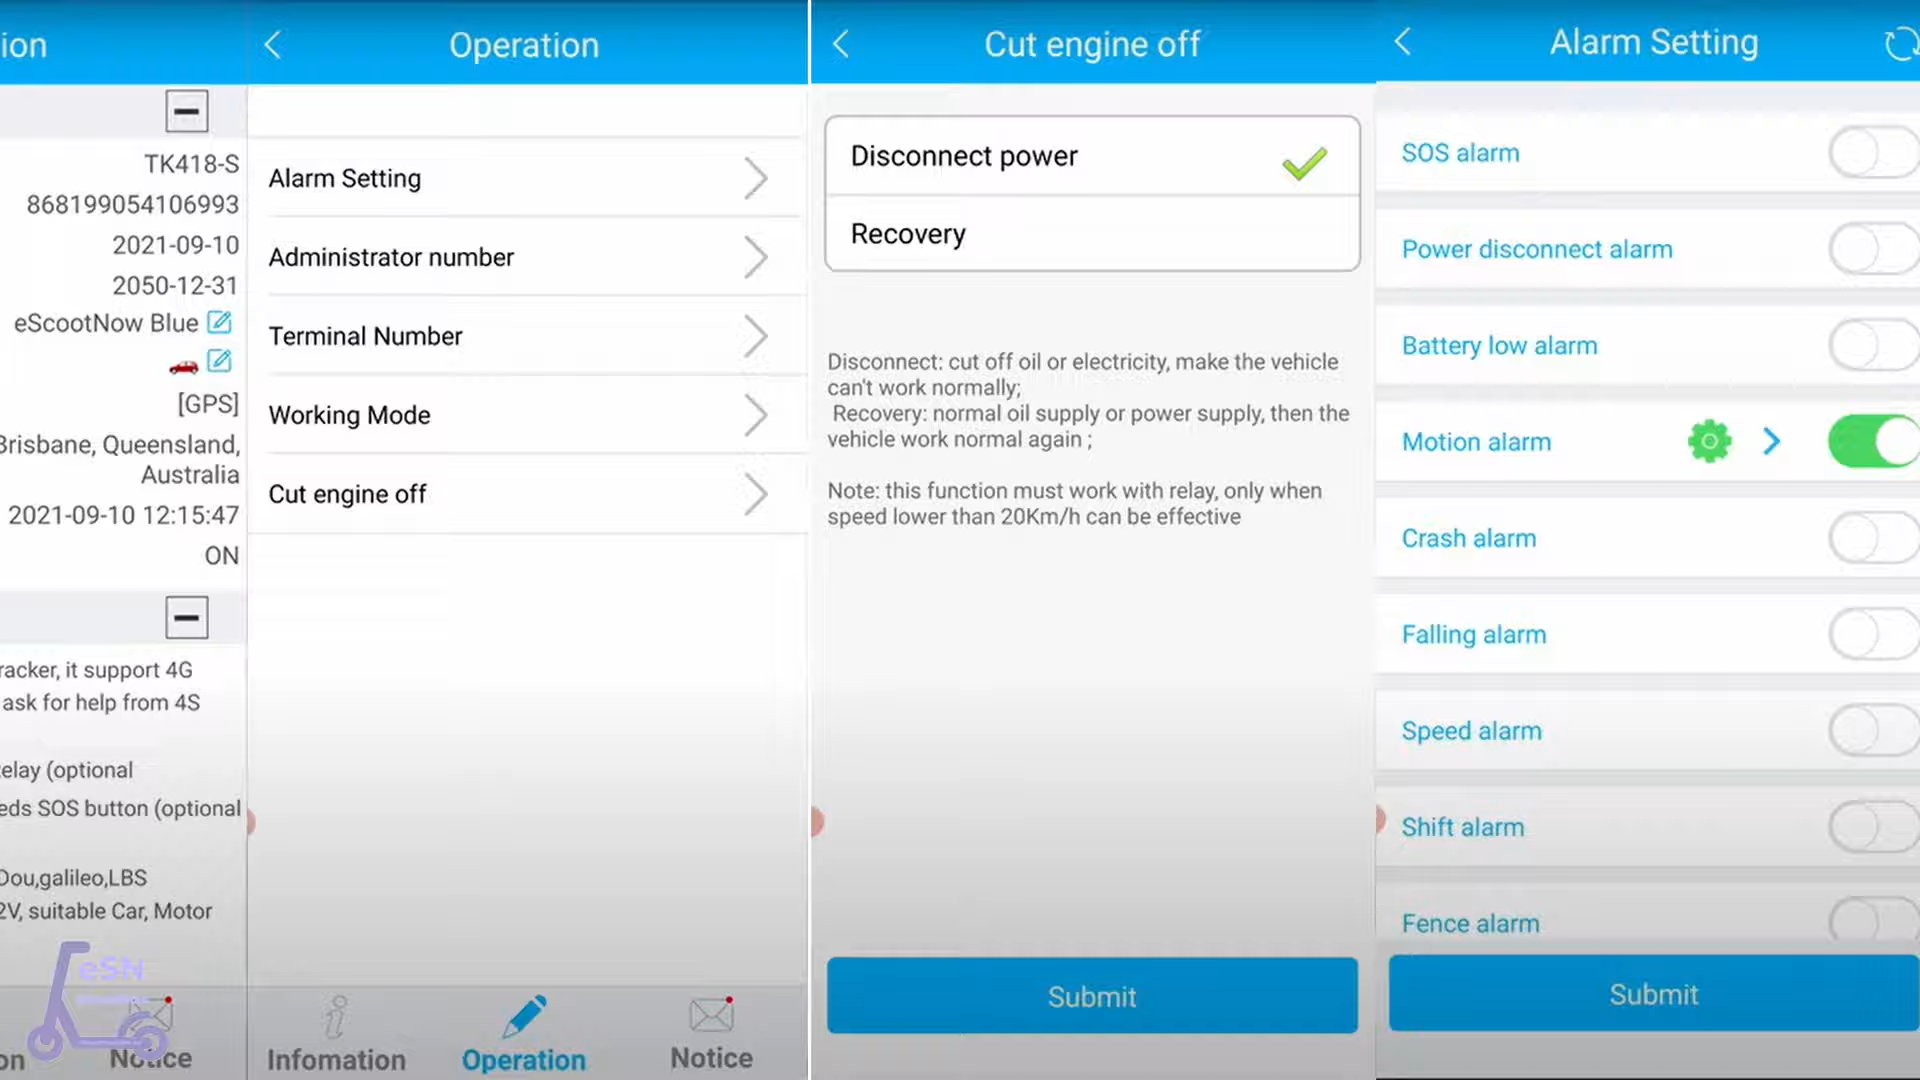 ion
TK418-S
868199054106993
2021-09-10
2050-12-31
eScootNow Blue
[GPS]
Brisbane, Queensland,
Australia
2021-09-10 12:15:47
ON
racker, it support 4G
ask for help from 4S
elay (optional
eds SOS button (optional
Dou,galileo,LBS
2V, suitable Car, Motor
eSN
on
Notice
Operation
Alarm Setting
Administrator number
Terminal Number
Working Mode
Cut engine off
Infomation
Operation
Notice
Cut engine off
Disconnect power
Recovery
Disconnect: cut off oil or electricity, make the vehicle
can't work normally;
Recovery: normal oil supply or power supply, then the
vehicle work normal again ;
Note: this function must work with relay, only when
speed lower than 20Km/h can be effective
Submit
Alarm Setting
SOS alarm
Power disconnect alarm
Battery low alarm
Motion alarm
Crash alarm
Falling alarm
Speed alarm
Shift alarm
Fence alarm
Submit